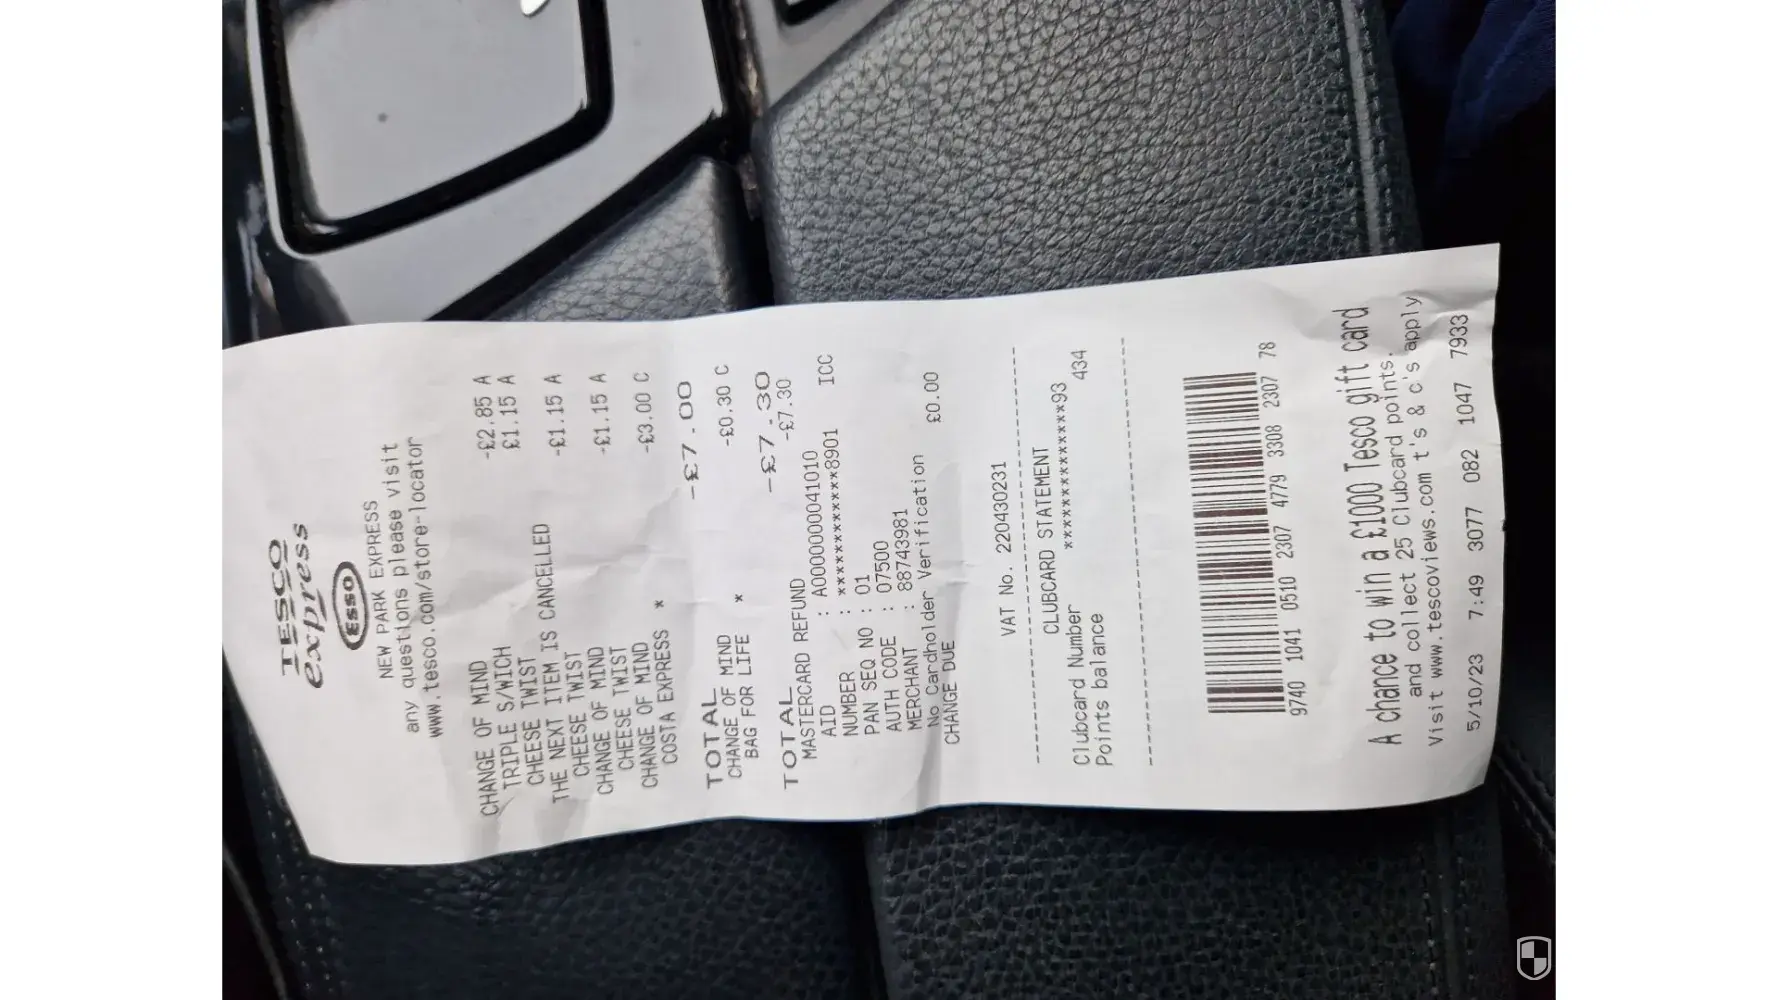 TESCO
express
Esso
NEW PARK EXPRESS
any questions please visit
www.tesco.com/store-locator
CHANGE OF MIND
TRIPLE S/WICH -£2.85 A
CHEESE TWIST £1.15 A
THE NEXT ITEM IS CANCELLED
CHEESE TWIST -£1.15 A
CHANGE OF MIND
CHEESE TWIST -£1.15 A
CHANGE OF MIND
COSTA EXPRESS * -£3.00 C
TOTAL -£7.00
CHANGE OF MIND
BAG FOR LIFE * -£0.30 C
TOTAL -£7.30
MASTERCARD REFUND -£7.30
AID : A0000000041010
NUMBER : ************8901 ICC
PAN SEQ NO : 01
AUTH CODE : 07500
MERCHANT : 88743981
No Cardholder Verification
CHANGE DUE £0.00
VAT No. 220430231
CLUBCARD STATEMENT
Clubcard Number ****************93
Points balance 434
9740 1041 0510 2307 4779 3308 2307 78
A chance to win a £1000 Tesco gift card
and collect 25 Clubcard points.
Visit www.tescoviews.com t's & c's apply
5/10/23 7:49 3077 082 1047 7933